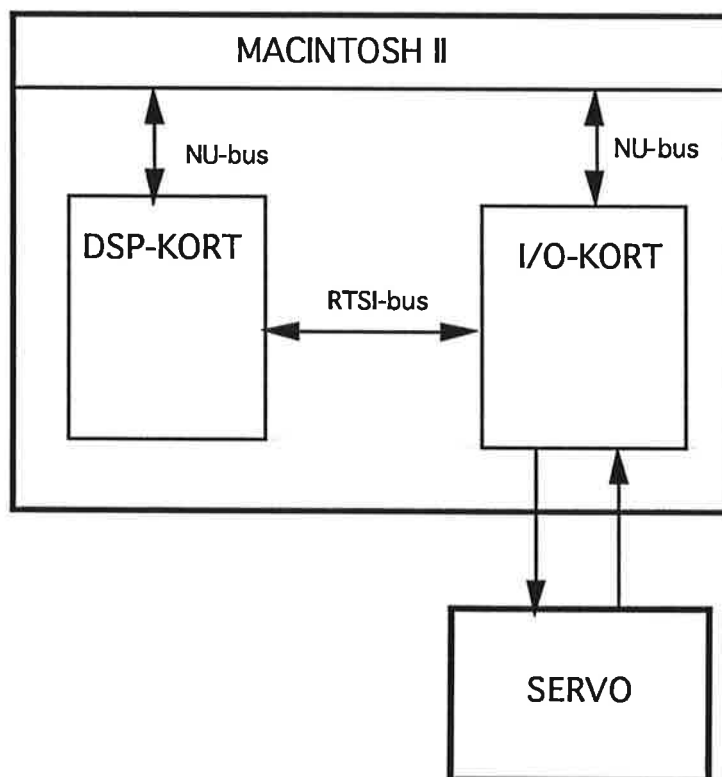 MACINTOSH II
NU-bus
NU-bus
DSP-KORT
I/O-KORT
RTSI-bus
SERVO